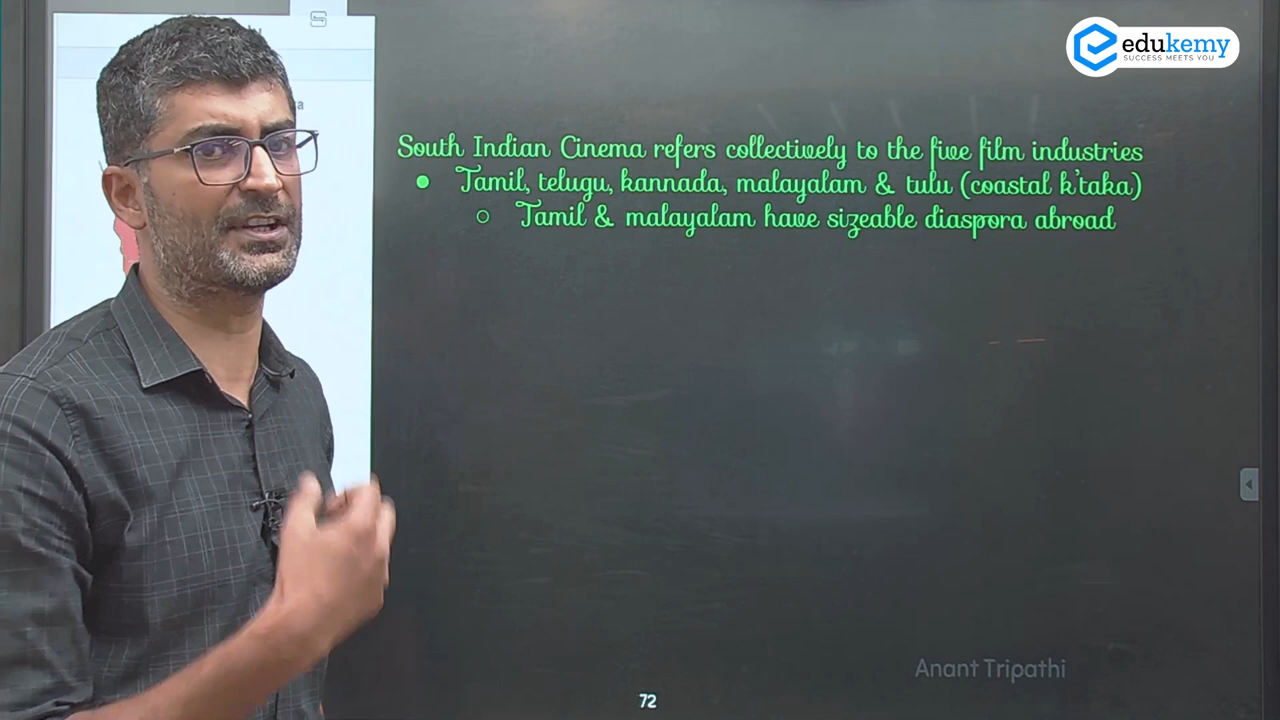 edukemy
SUCCESS MEETS YOU
South Indian Cinema refers collectively to the five film industries
● Tamil, telugu, kannada, malayalam & tulu (coastal k'taka)
○ Tamil & malayalam have sizeable diaspora abroad
Anant Tripathi
72